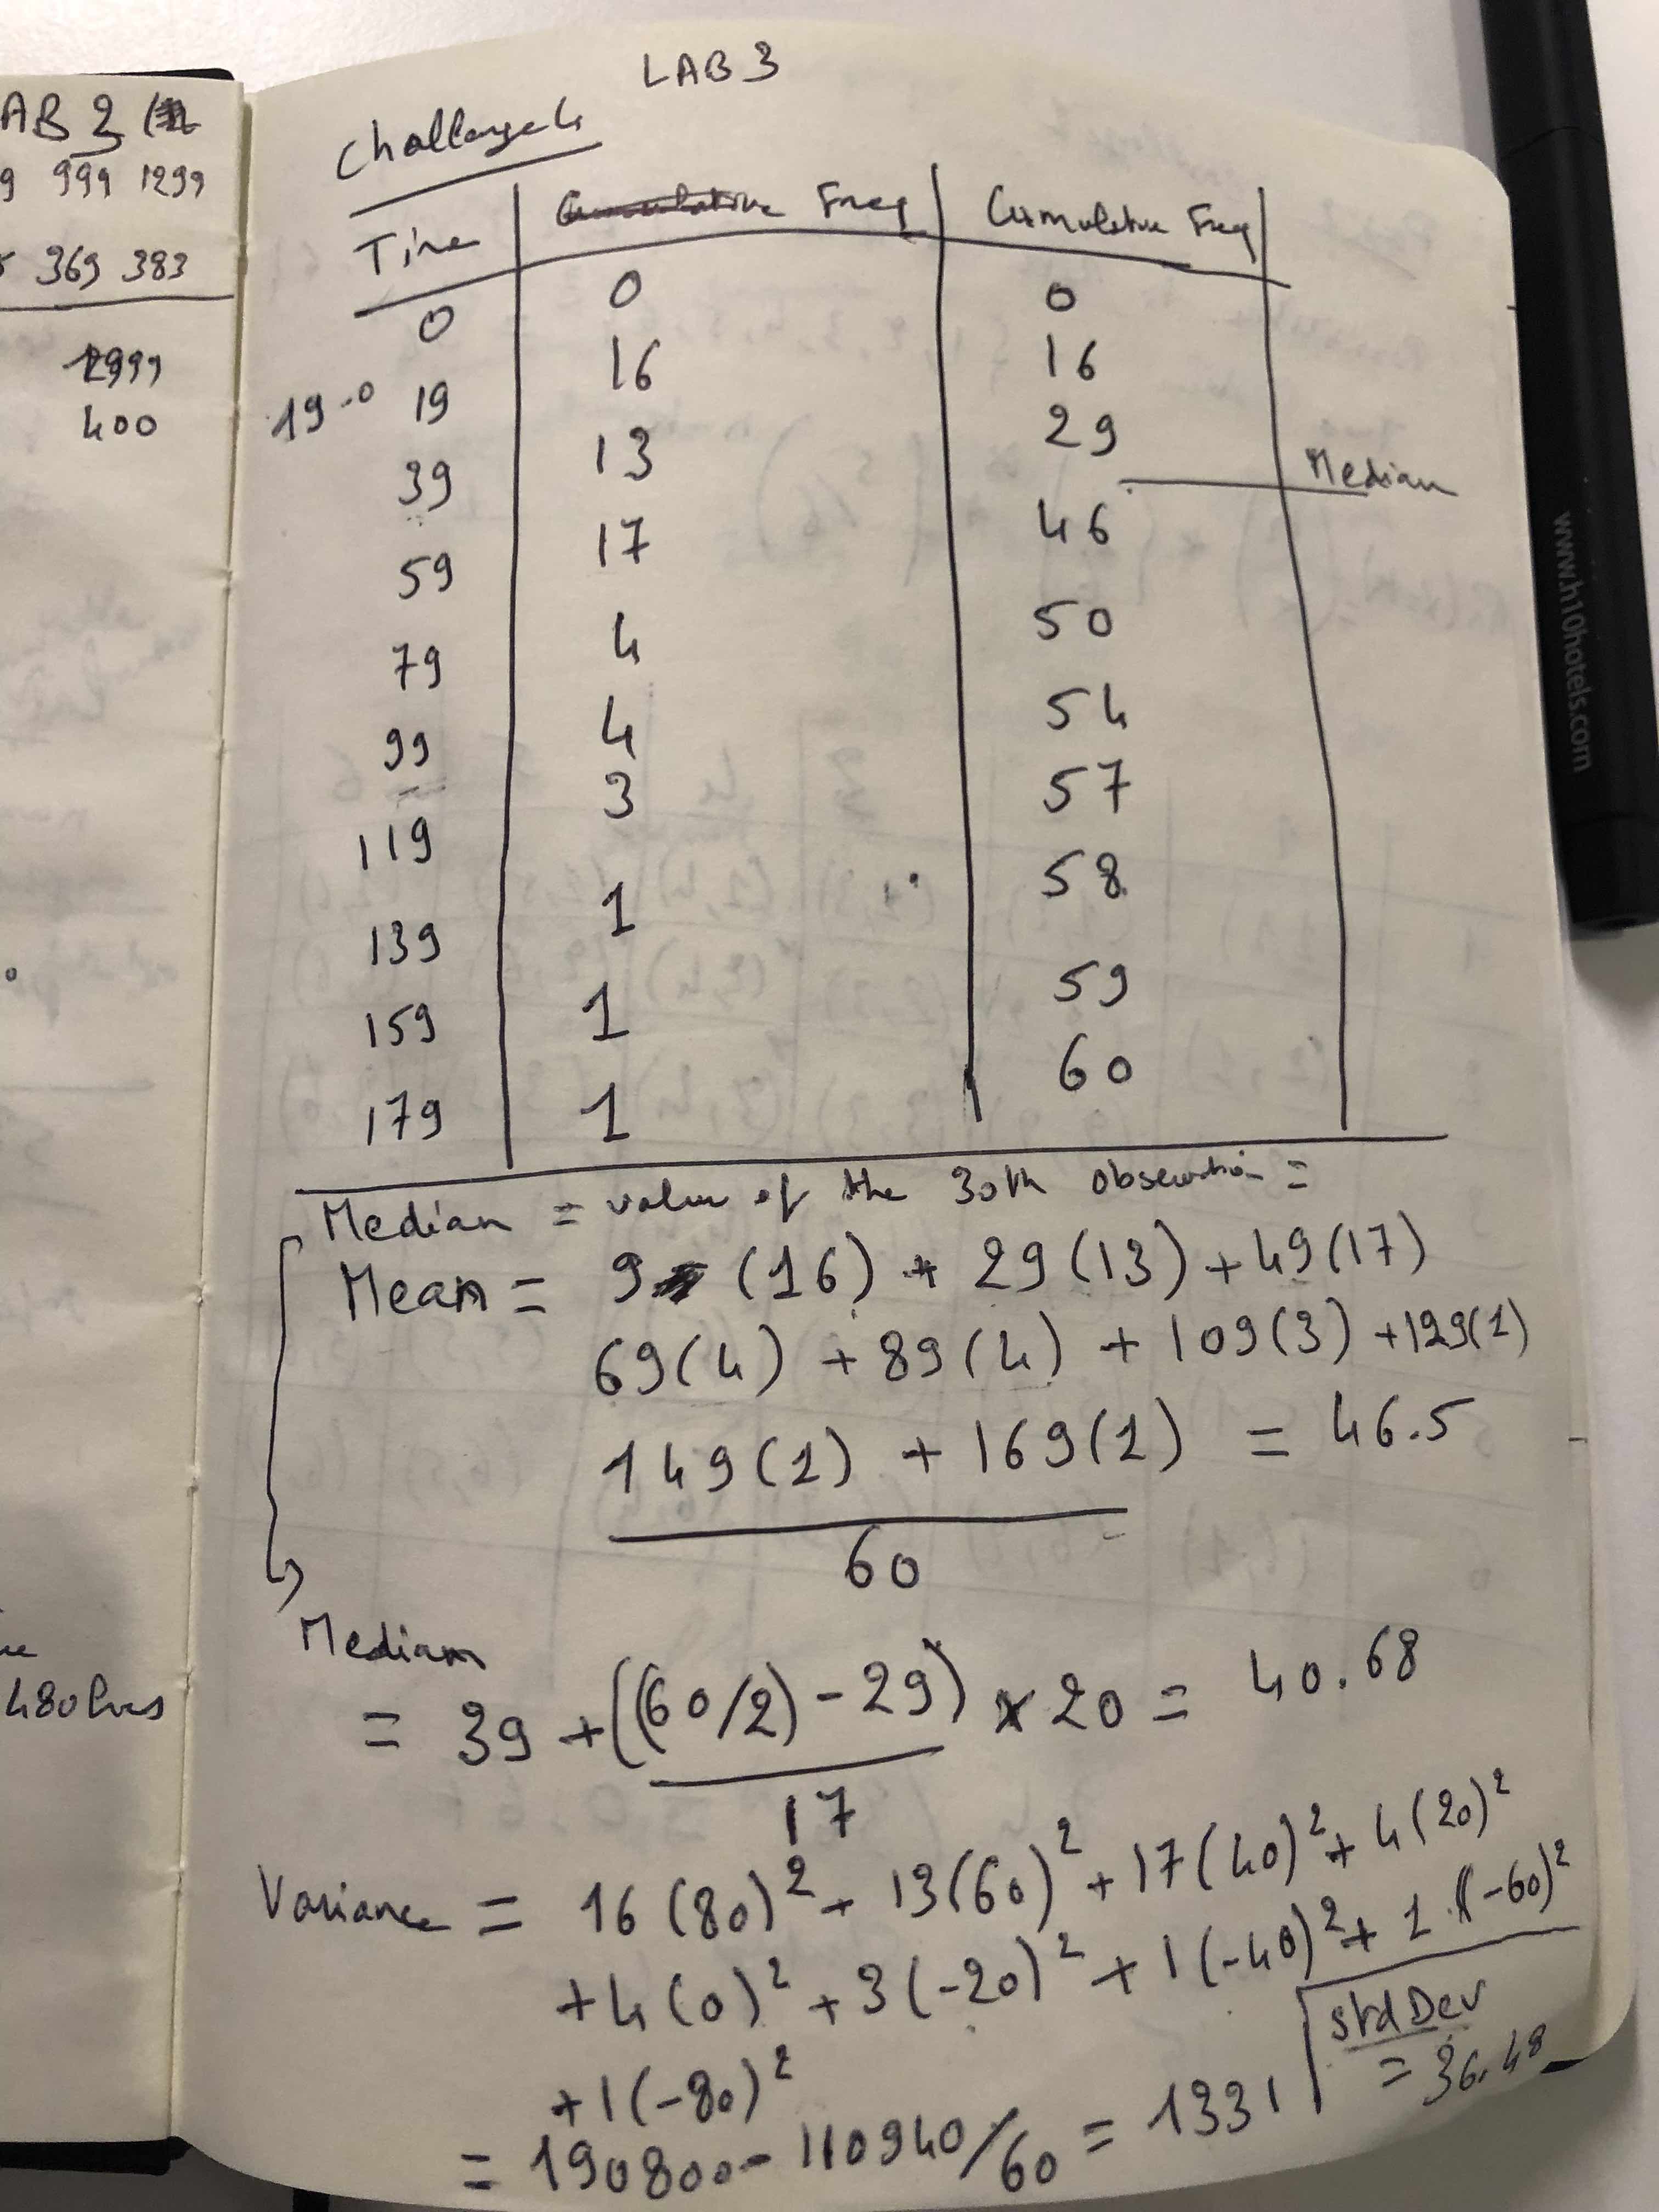 LAB 3
AB 2
9 999 1299
369 383
1999
400
480
Challenge 4
Time | Cumulative Freq | Cumulative Freq
0 | 0 | 0
19-0 19 | 16 | 16
39 | 13 | 29
Median
59 | 17 | 46
79 | 4 | 50
99 | 4 | 54
119 | 3 | 57
139 | 1 | 58
159 | 1 | 59
179 | 1 | 60
Median = value of the 30th observation =
Mean = 9 (16) + 29(13) + 49(17)
69(4) + 89(4) + 109(3) + 129(1)
149(1) + 169(1) = 46.5
60
Median
= 39 + ((60/2) - 29) x 20 = 40.68
17
Variance = 16(80)² + 13(60)² + 17(40)² + 4(20)²
+ 4(0)² + 3(-20)² + 1(-40)² + 1(-60)²
+ 1(-80)²
= 190800 - 110940/60 = 1331
Std Dev
= 36.48
www.h10hotels.com